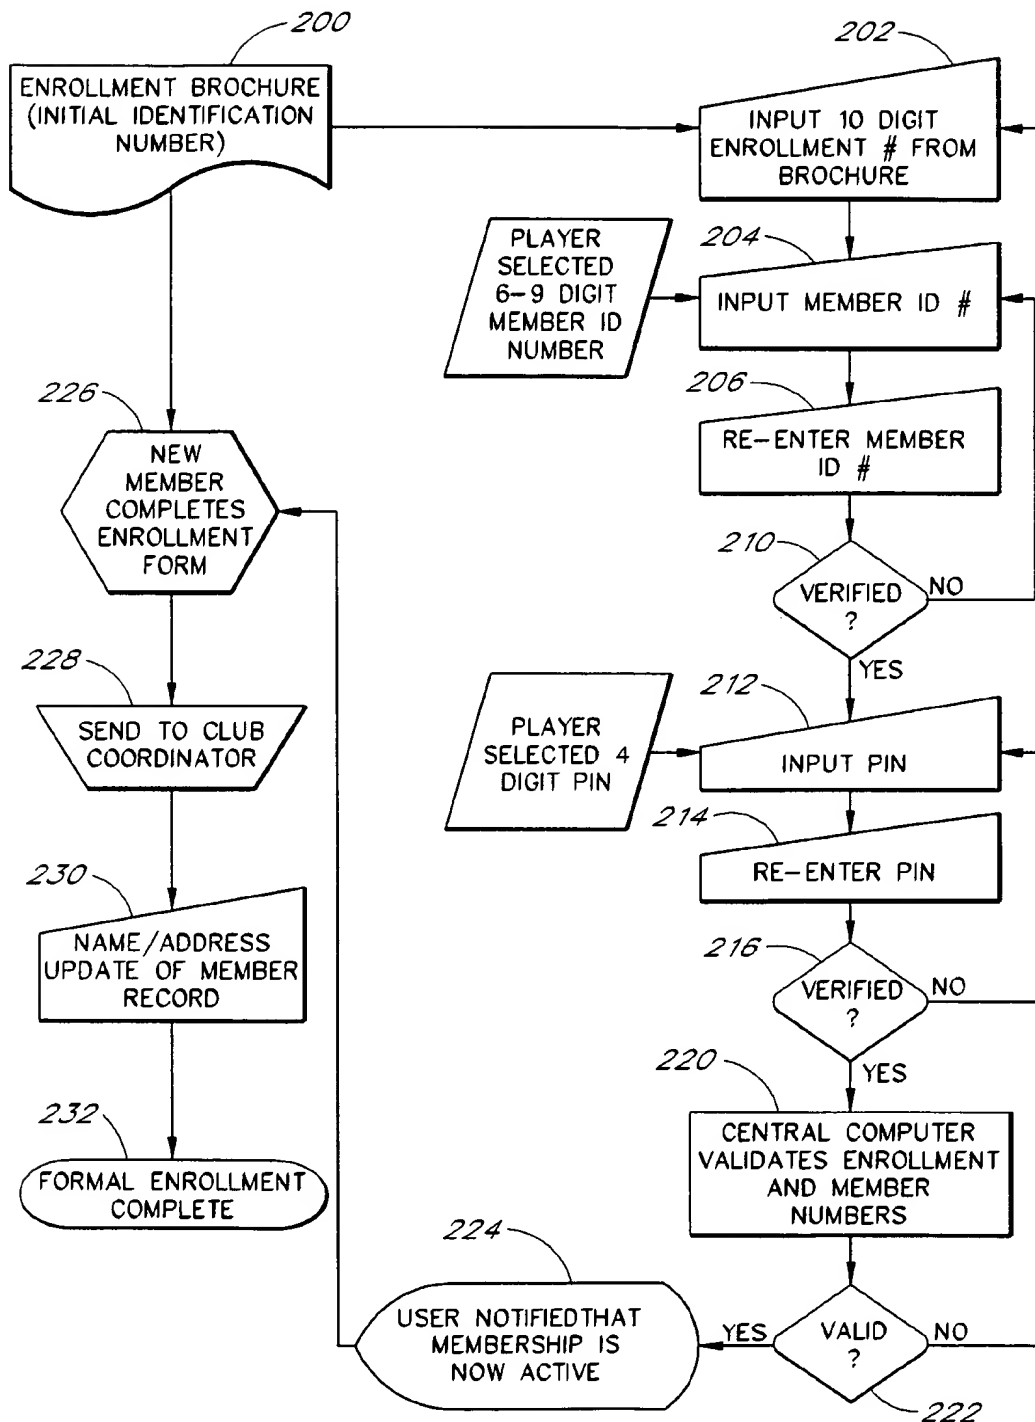 200
ENROLLMENT BROCHURE
(INITIAL IDENTIFICATION
NUMBER)
202
INPUT 10 DIGIT
ENROLLMENT # FROM
BROCHURE
PLAYER
SELECTED
6-9 DIGIT
MEMBER ID
NUMBER
204
INPUT MEMBER ID #
206
RE-ENTER MEMBER
ID #
210
VERIFIED
?
NO
YES
PLAYER
SELECTED 4
DIGIT PIN
212
INPUT PIN
214
RE-ENTER PIN
216
VERIFIED
?
NO
YES
220
CENTRAL COMPUTER
VALIDATES ENROLLMENT
AND MEMBER
NUMBERS
VALID
?
NO
YES
222
224
USER NOTIFIEDTHAT
MEMBERSHIP IS
NOW ACTIVE
226
NEW
MEMBER
COMPLETES
ENROLLMENT
FORM
228
SEND TO CLUB
COORDINATOR
230
NAME/ADDRESS
UPDATE OF MEMBER
RECORD
232
FORMAL ENROLLMENT
COMPLETE